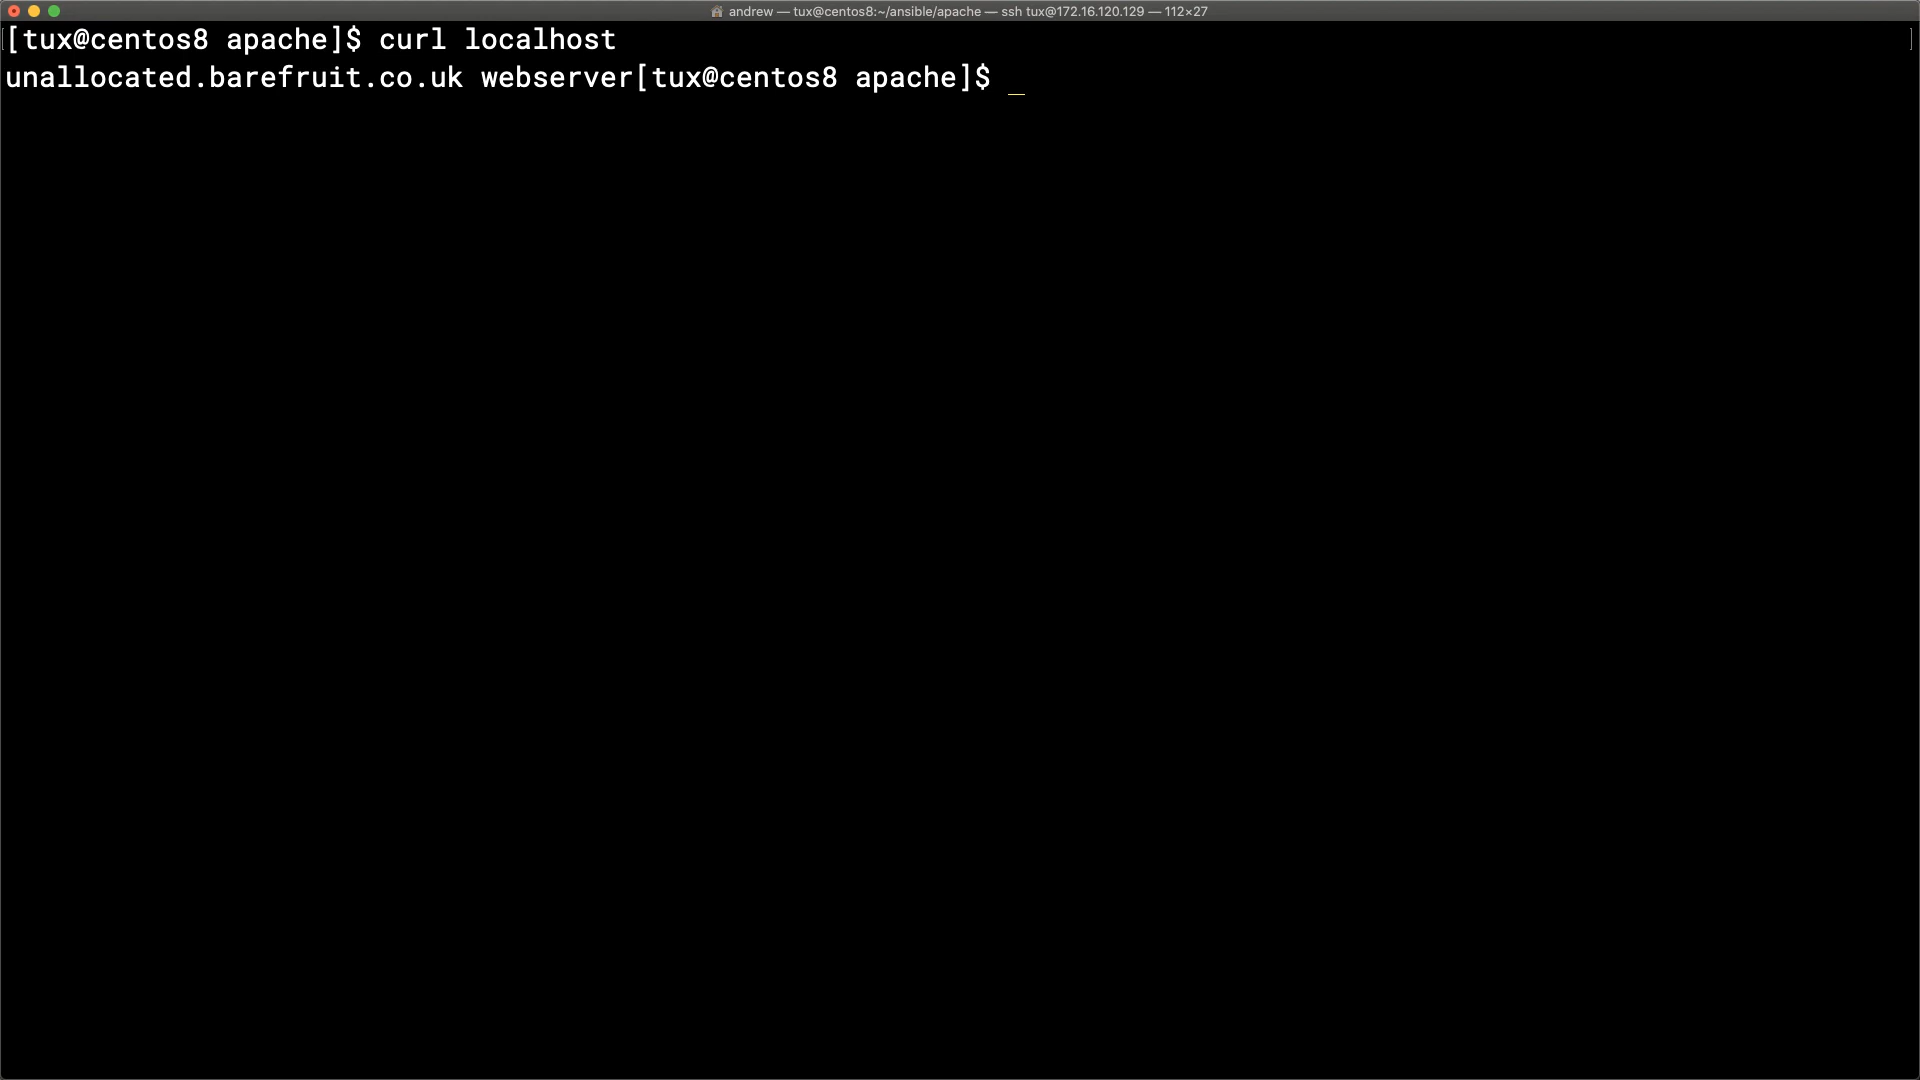 andrew — tux@centos8:~/ansible/apache — ssh tux@172.16.120.129 — 112×27
[tux@centos8 apache]$ curl localhost
unallocated.barefruit.co.uk webserver[tux@centos8 apache]$ _